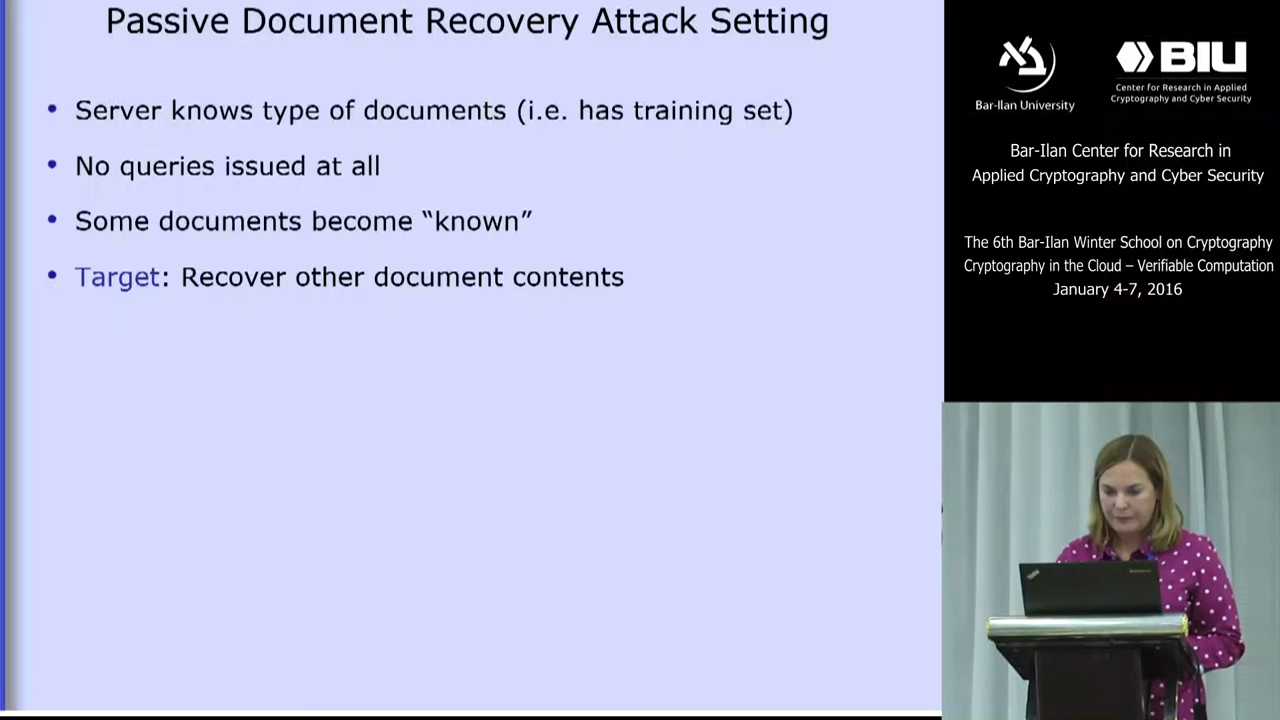 Passive Document Recovery Attack Setting
• Server knows type of documents (i.e. has training set)
• No queries issued at all
• Some documents become “known”
• Target: Recover other document contents
Bar-Ilan University
BIU
Center for Research in Applied
Cryptography and Cyber Security
Bar-Ilan Center for Research in
Applied Cryptography and Cyber Security
The 6th Bar-Ilan Winter School on Cryptography
Cryptography in the Cloud – Verifiable Computation
January 4-7, 2016